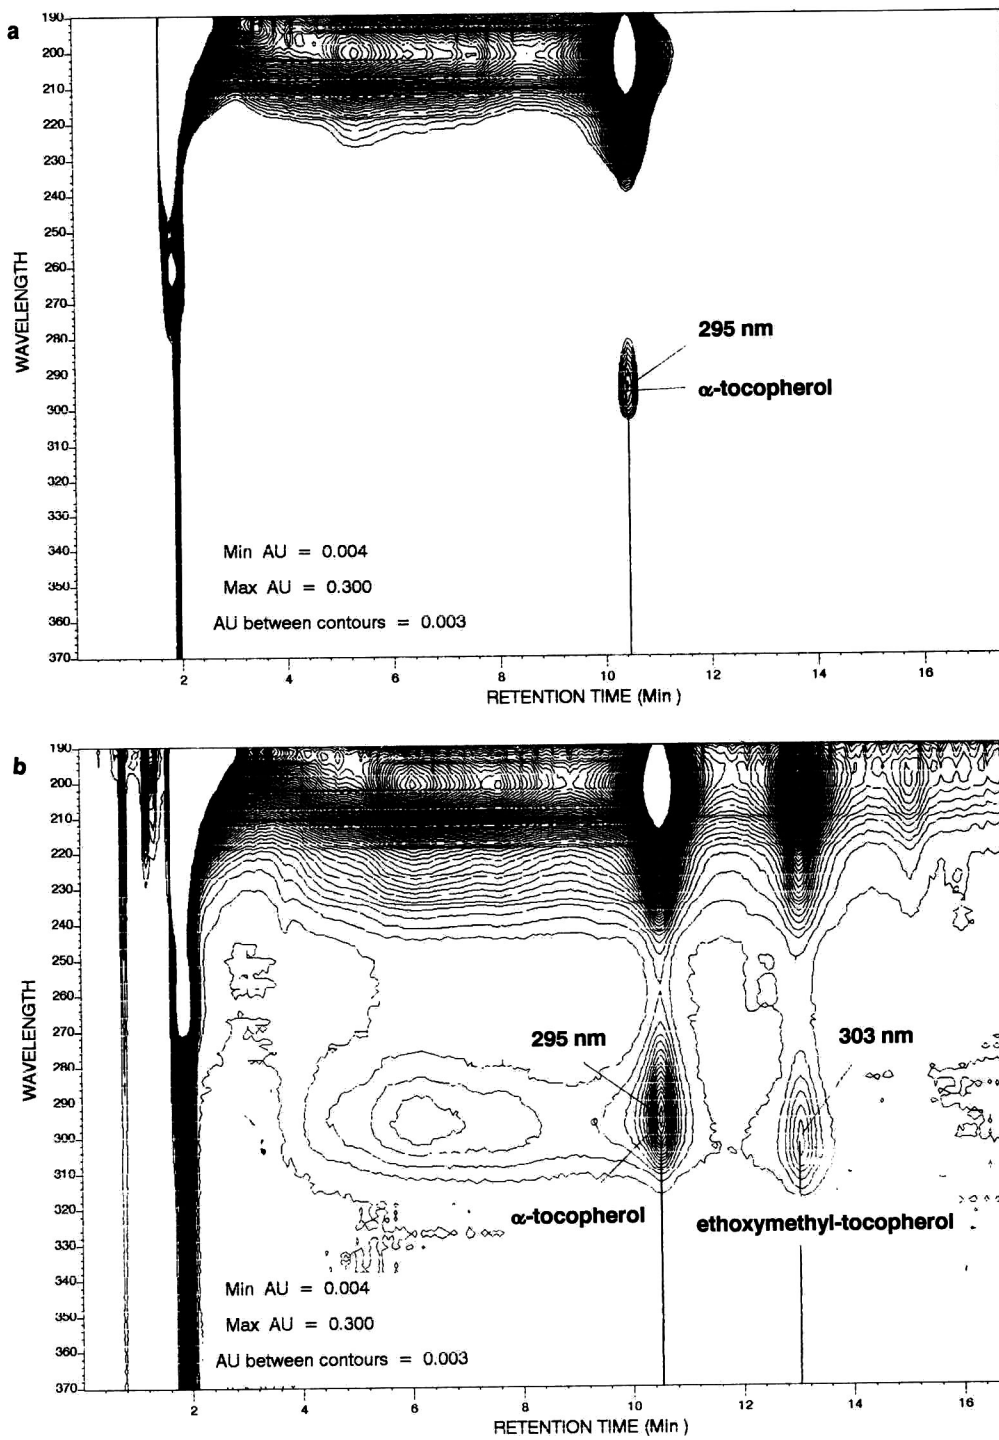 a
190
200
210
220
230
240
250
260
270
280
290
300
310
320
330
340
350
360
370
WAVELENGTH
295 nm
α-tocopherol
Min AU = 0.004
Max AU = 0.300
AU between contours = 0.003
2 4 6 8 10 12 14 16
RETENTION TIME (Min )
b
190
200
210
220
230
240
250
260
270
280
290
300
310
320
330
340
350
360
370
WAVELENGTH
295 nm
303 nm
α-tocopherol
ethoxymethyl-tocopherol
Min AU = 0.004
Max AU = 0.300
AU between contours = 0.003
2 4 6 8 10 12 14 16
RETENTION TIME (Min )